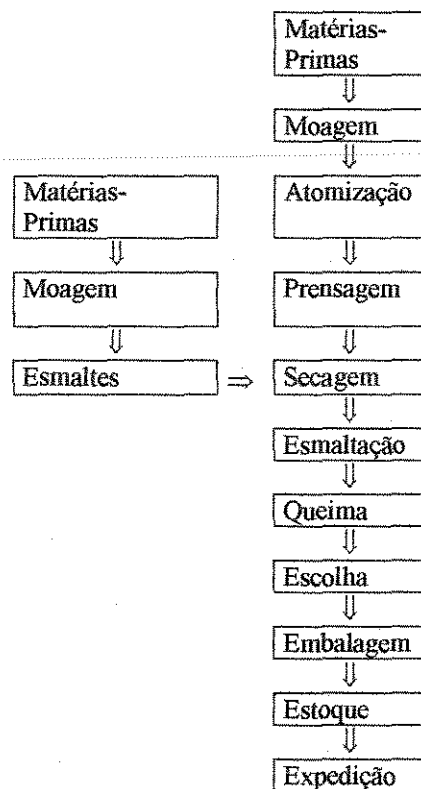 Matérias-
Primas
Moagem
Matérias-
Primas
Atomização
Moagem
Prensagem
Esmaltes
Secagem
Esmaltação
Queima
Escolha
Embalagem
Estoque
Expedição